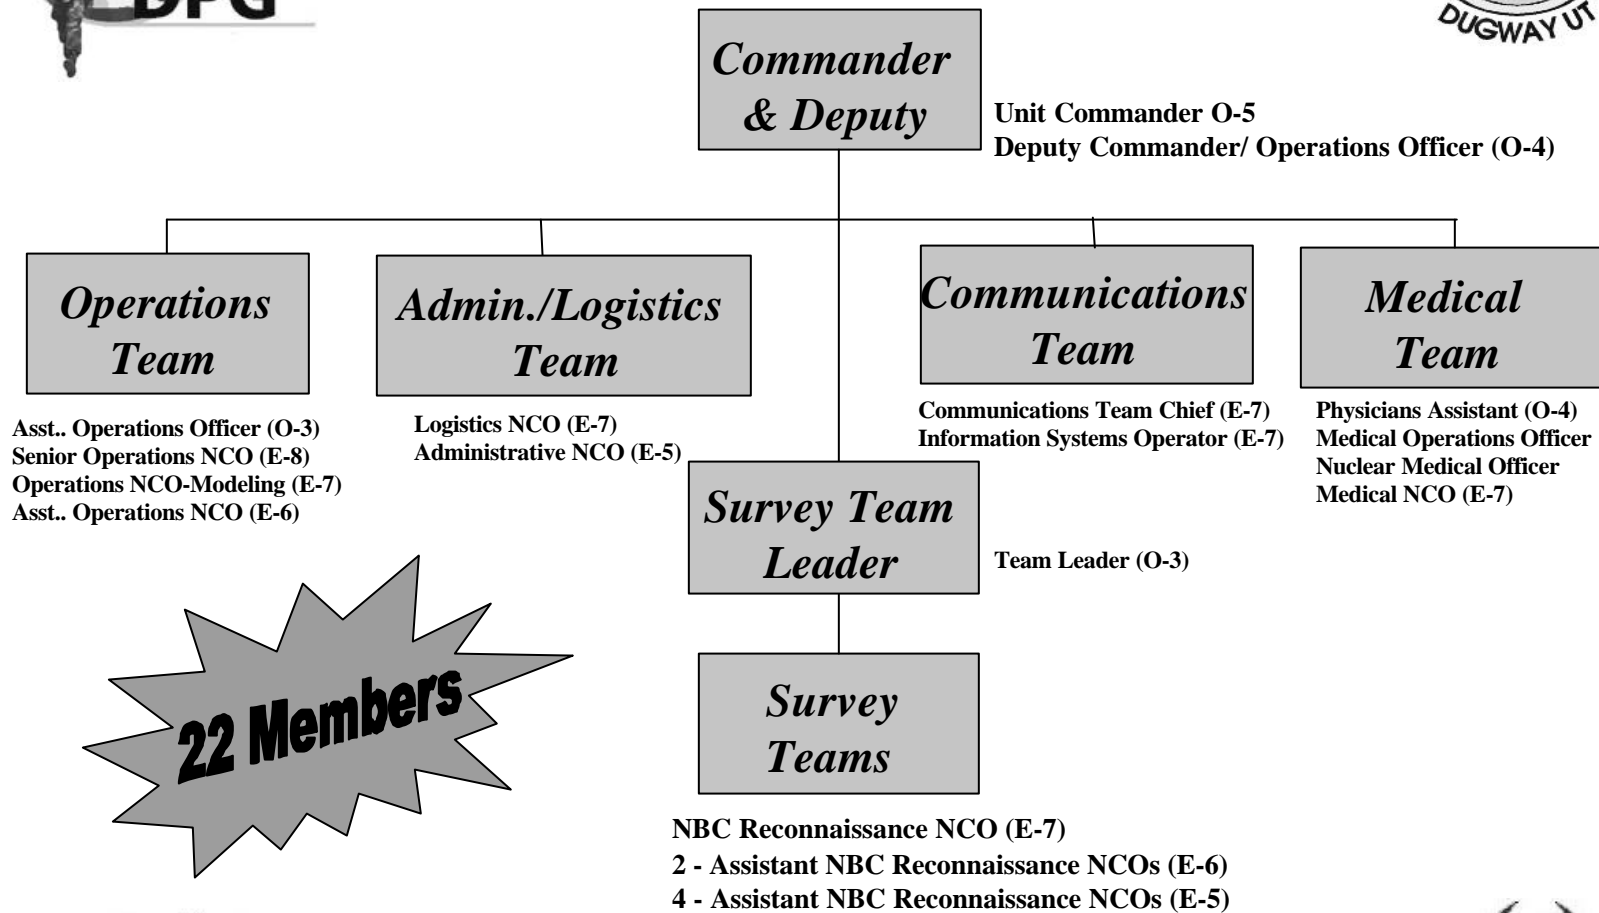 DPG
DUGWAY UT
Commander
& Deputy
Unit Commander O-5
Deputy Commander/ Operations Officer (O-4)
Operations
Team
Admin./Logistics
Team
Communications
Team
Medical
Team
Asst.. Operations Officer (O-3)
Senior Operations NCO (E-8)
Operations NCO-Modeling (E-7)
Asst.. Operations NCO (E-6)
Logistics NCO (E-7)
Administrative NCO (E-5)
Communications Team Chief (E-7)
Information Systems Operator (E-7)
Physicians Assistant (O-4)
Medical Operations Officer
Nuclear Medical Officer
Medical NCO (E-7)
Survey Team
Leader
Team Leader (O-3)
22 Members
Survey
Teams
NBC Reconnaissance NCO (E-7)
2 - Assistant NBC Reconnaissance NCOs (E-6)
4 - Assistant NBC Reconnaissance NCOs (E-5)